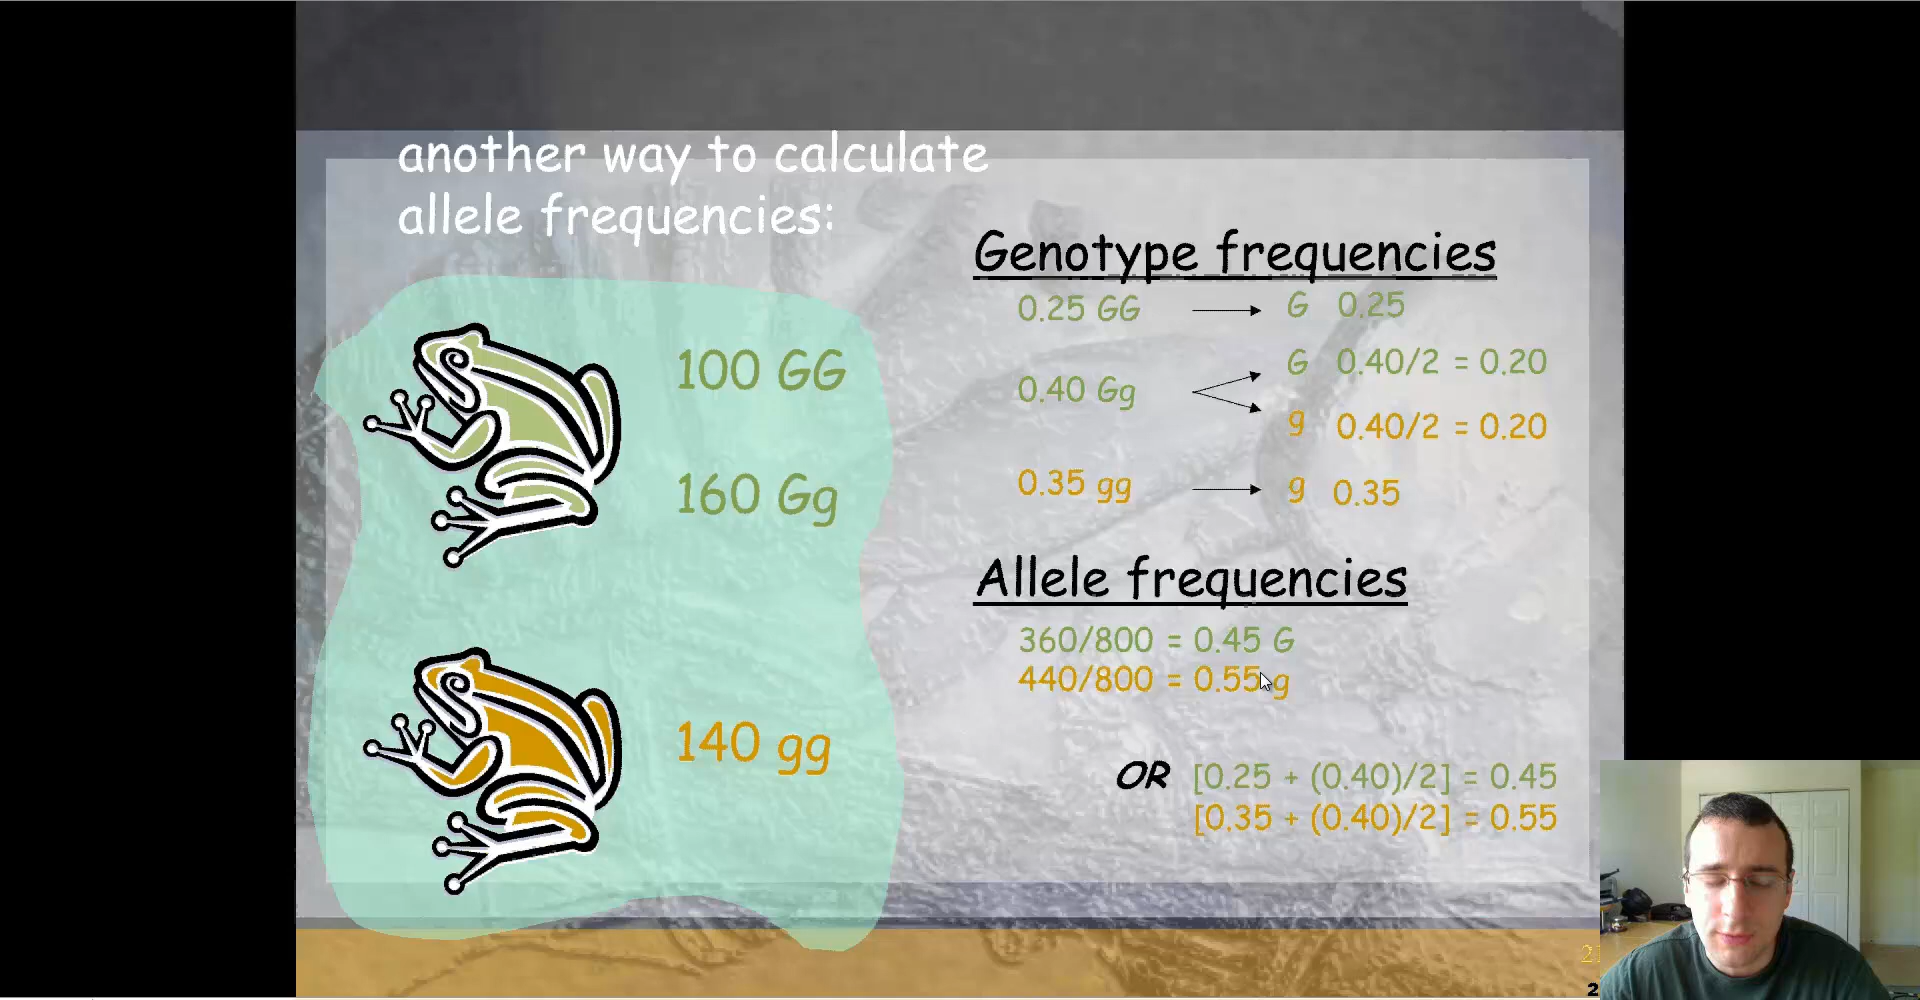 another way to calculate
allele frequencies:
100 GG
160 Gg
140 gg
Genotype frequencies
0.25 GG
G 0.25
0.40 Gg
G 0.40/2 = 0.20
g 0.40/2 = 0.20
0.35 gg
g 0.35
Allele frequencies
360/800 = 0.45 G
440/800 = 0.55 g
OR [0.25 + (0.40)/2] = 0.45
[0.35 + (0.40)/2] = 0.55